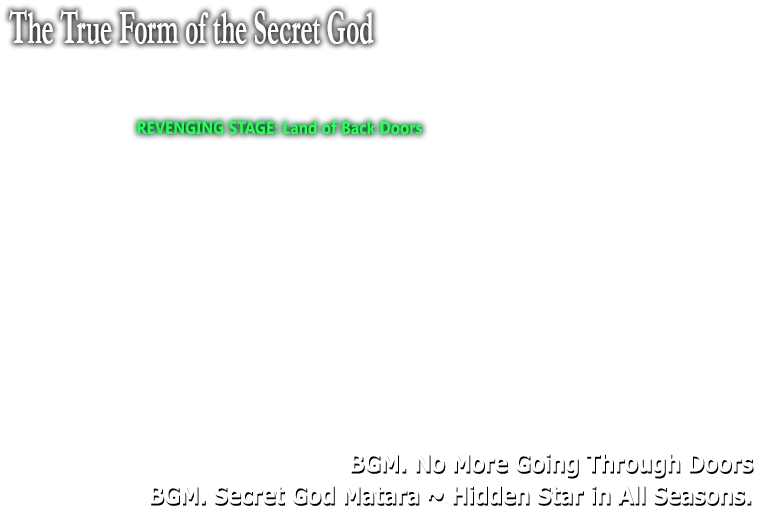 The True Form of the Secret God
REVENGING STAGE: Land of Back Doors
BGM. No More Going Through Doors
BGM. Secret God Matara ~ Hidden Star in All Seasons.